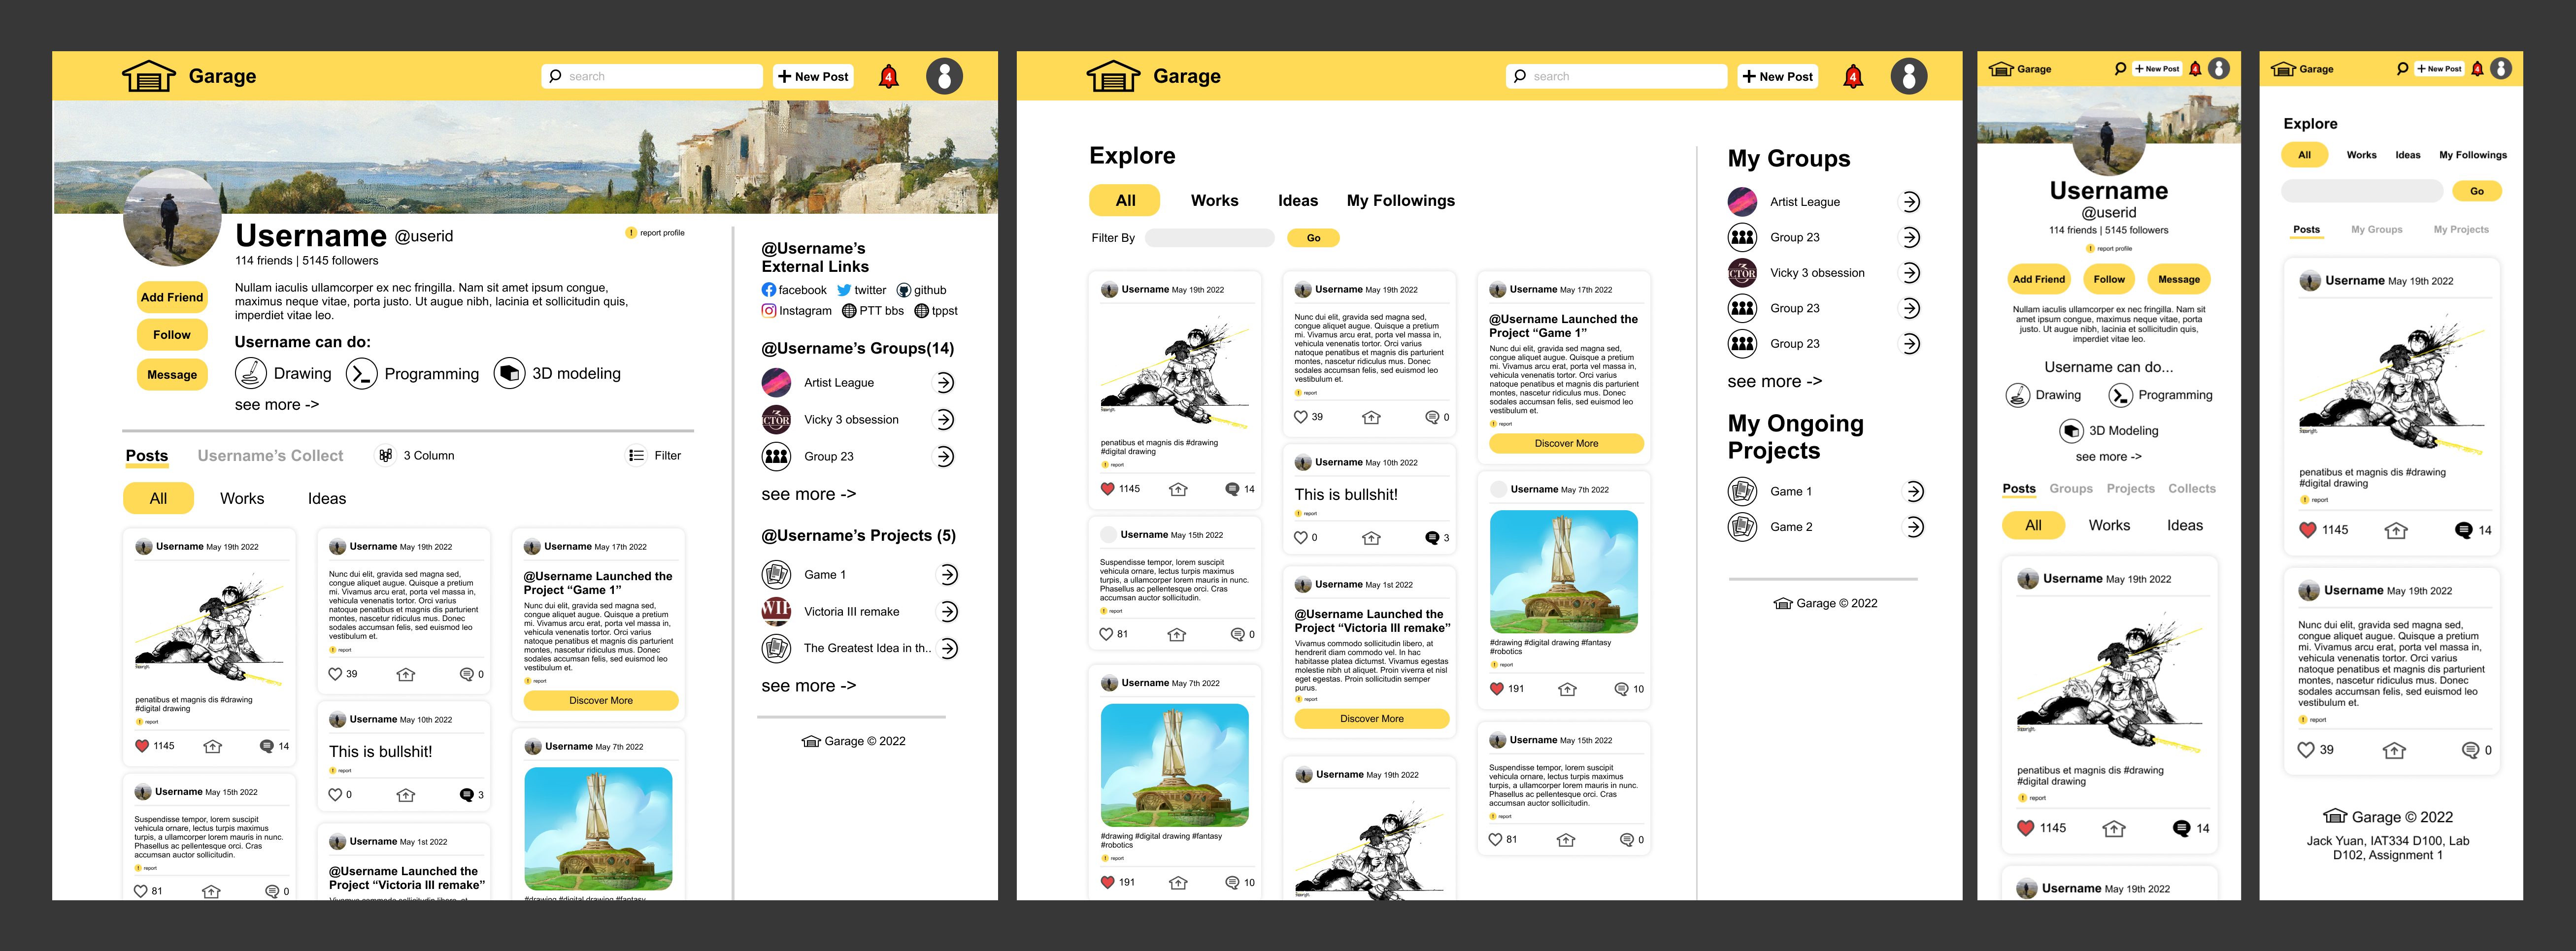 Garage
search
+ New Post
4
Username @userid
report profile
114 friends | 5145 followers
Add Friend
Follow
Message
Nullam iaculis ullamcorper ex nec fringilla. Nam sit amet ipsum congue,
maximus neque vitae, porta justo. Ut augue nibh, lacinia et sollicitudin quis,
imperdiet vitae leo.
Username can do:
Drawing
Programming
3D modeling
see more ->
Posts
Username's Collect
3 Column
Filter
All
Works
Ideas
Username May 19th 2022
penatibus et magnis dis #drawing
#digital drawing
report
1145
14
Username May 15th 2022
Suspendisse tempor, lorem suscipit
vehicula ornare, lectus turpis maximus
turpis, a ullamcorper lorem mauris in nunc.
Phasellus ac pellentesque orci. Cras
accumsan auctor sollicitudin.
report
81
0
Username May 19th 2022
Nunc dui elit, gravida sed magna sed,
congue aliquet augue. Quisque a pretium
mi. Vivamus arcu erat, porta vel massa in,
vehicula venenatis tortor. Orci varius
natoque penatibus et magnis dis parturient
montes, nascetur ridiculus mus. Donec
sodales accumsan felis, sed euismod leo
vestibulum et.
report
39
0
Username May 10th 2022
This is bullshit!
report
0
3
Username May 1st 2022
@Username Launched the
Project “Victoria III remake”
Username May 17th 2022
@Username Launched the
Project “Game 1”
Nunc dui elit, gravida sed magna sed,
congue aliquet augue. Quisque a pretium
mi. Vivamus arcu erat, porta vel massa in,
vehicula venenatis tortor. Orci varius
natoque penatibus et magnis dis parturient
montes, nascetur ridiculus mus. Donec
sodales accumsan felis, sed euismod leo
vestibulum et.
report
Discover More
Username May 7th 2022
@Username's
External Links
facebook
twitter
github
Instagram
PTT bbs
tppst
@Username's Groups(14)
Artist League
Vicky 3 obsession
Group 23
see more ->
@Username's Projects (5)
Game 1
WIP
Victoria III remake
The Greatest Idea in th..
see more ->
Garage © 2022
Garage
search
+ New Post
4
Explore
All
Works
Ideas
My Followings
Filter By
Go
Username May 19th 2022
penatibus et magnis dis #drawing
#digital drawing
report
1145
14
Username May 15th 2022
Suspendisse tempor, lorem suscipit
vehicula ornare, lectus turpis maximus
turpis, a ullamcorper lorem mauris in nunc.
Phasellus ac pellentesque orci. Cras
accumsan auctor sollicitudin.
report
81
0
Username May 7th 2022
#drawing #digital drawing #fantasy
#robotics
report
191
10
Username May 19th 2022
Nunc dui elit, gravida sed magna sed,
congue aliquet augue. Quisque a pretium
mi. Vivamus arcu erat, porta vel massa in,
vehicula venenatis tortor. Orci varius
natoque penatibus et magnis dis parturient
montes, nascetur ridiculus mus. Donec
sodales accumsan felis, sed euismod leo
vestibulum et.
report
39
0
Username May 10th 2022
This is bullshit!
report
0
3
Username May 1st 2022
@Username Launched the
Project “Victoria III remake”
Vivamus commodo sollicitudin libero, at
hendrerit diam commodo vel. In hac
habitasse platea dictumst. Vivamus egestas
molestie nibh ut aliquet. Proin viverra et nisl
eget egestas. Proin sollicitudin semper
purus.
report
Discover More
Username May 19th 2022
Username May 17th 2022
@Username Launched the
Project “Game 1”
Nunc dui elit, gravida sed magna sed,
congue aliquet augue. Quisque a pretium
mi. Vivamus arcu erat, porta vel massa in,
vehicula venenatis tortor. Orci varius
natoque penatibus et magnis dis parturient
montes, nascetur ridiculus mus. Donec
sodales accumsan felis, sed euismod leo
vestibulum et.
report
Discover More
Username May 7th 2022
#drawing #digital drawing #fantasy
#robotics
report
191
10
Username May 15th 2022
Suspendisse tempor, lorem suscipit
vehicula ornare, lectus turpis maximus
turpis, a ullamcorper lorem mauris in nunc.
Phasellus ac pellentesque orci. Cras
accumsan auctor sollicitudin.
report
81
0
My Groups
Artist League
Group 23
Vicky 3 obsession
Group 23
Group 23
see more ->
My Ongoing
Projects
Game 1
Game 2
Garage © 2022
Garage
+ New Post
4
Username
@userid
114 friends | 5145 followers
report profile
Add Friend
Follow
Message
Nullam iaculis ullamcorper ex nec fringilla. Nam sit
amet ipsum congue, maximus neque vitae, porta
justo. Ut augue nibh, lacinia et sollicitudin quis,
imperdiet vitae leo.
Username can do...
Drawing
Programming
3D Modeling
see more ->
Posts
Groups
Projects
Collects
All
Works
Ideas
Username May 19th 2022
penatibus et magnis dis #drawing
#digital drawing
report
1145
14
Username May 19th 2022
Garage
+ New Post
4
Explore
All
Works
Ideas
My Followings
Go
Posts
My Groups
My Projects
Username May 19th 2022
penatibus et magnis dis #drawing
#digital drawing
report
1145
14
Username May 19th 2022
Nunc dui elit, gravida sed magna sed,
congue aliquet augue. Quisque a pretium
mi. Vivamus arcu erat, porta vel massa in,
vehicula venenatis tortor. Orci varius
natoque penatibus et magnis dis parturient
montes, nascetur ridiculus mus. Donec
sodales accumsan felis, sed euismod leo
vestibulum et.
report
39
0
Garage © 2022
Jack Yuan, IAT334 D100, Lab
D102, Assignment 1